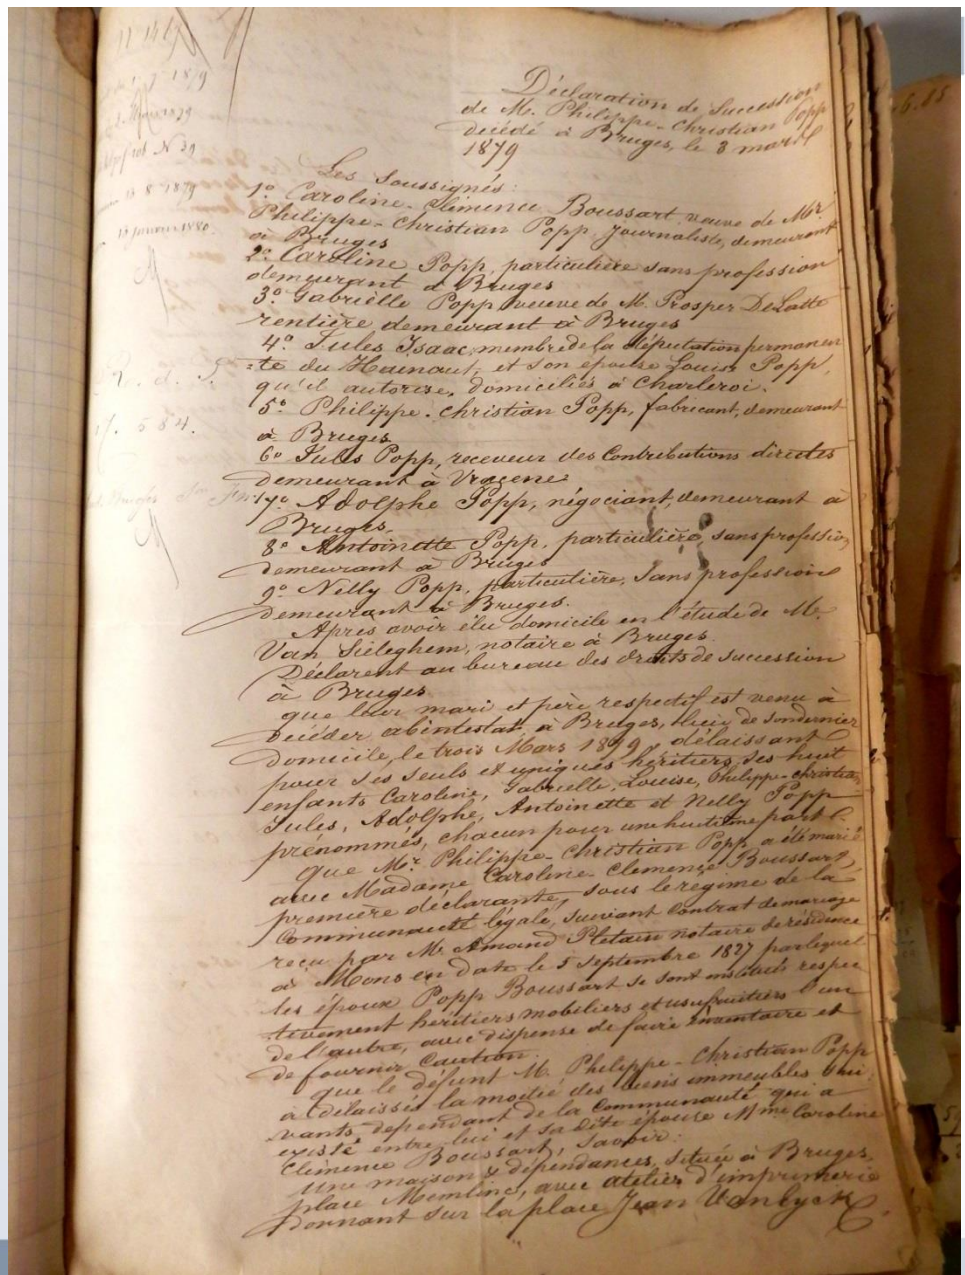 Déclaration de Succession
de M. Philippe-Christian Popp
décédé à Bruges, le 3 mars
1879
Les Soussignés:
1° Caroline-Clémence Boussart veuve de Mr
Philippe-Christian Popp, Journaliste, demeurant
à Bruges
2° Caroline Popp, particulière sans profession
demeurant à Bruges
3° Gabrielle Popp veuve de M. Prosper DeLatte
rentière demeurant à Bruges
4° Jules Isaac, membre de la députation permanen
=te du Hainaut, et son épouse Louise Popp,
qu'il autorise, domiciliés à Charleroi.
5° Philippe-Christian Popp, fabricant, demeurant
à Bruges
6° Jules Popp, receveur des Contributions directes
demeurant à Vracene
7° Adolphe Popp, négociant, demeurant à
Bruges.
8° Antoinette Popp, particulière, sans profession,
demeurant à Bruges
9° Nelly Popp, particulière, Sans profession
demeurant à Bruges.
Après avoir élu domicile en l'étude de M.
Van Sieleghem, notaire à Bruges.
Déclarent au bureau des droits de succession
à Bruges
que leur mari et père respectif est venu à
décéder abintestat à Bruges, lieu de son dernier
domicile, le trois Mars 1879, délaissant
pour ses seuls et uniques héritiers, ses huit
enfants Caroline, Gabrielle, Louise, Philippe-Christian,
Jules, Adolphe, Antoinette et Nelly Popp
prénommés, chacun pour une huitième part
Que Mr Philippe-Christian Popp a été marié
avec Madame Caroline-Clemence Boussart,
première déclarante, sous le regime de la
Communauté légale, suivant Contrat de mariage
reçu par M. Amand Pletain notaire de résidence
à Mons en date le 5 septembre 1827 par lequel
les époux Popp Boussart se sont institués respec
tivement héritiers mobiliers et usufruitiers l'un
de l'autre, avec dispense de faire inventaire et
de fournir Caution.
que le défunt M. Philippe-Christian Popp
a délaissé la moitié des biens immeubles sui
vants dependant de la Communauté qui a
existé entre lui et sa dite épouse Mme Caroline
Clémence Boussart, Savoir:
Une maison & dépendances, située à Bruges,
place Memlinc, avec atelier d'imprimerie
donnant sur la place Jean Van Eyck